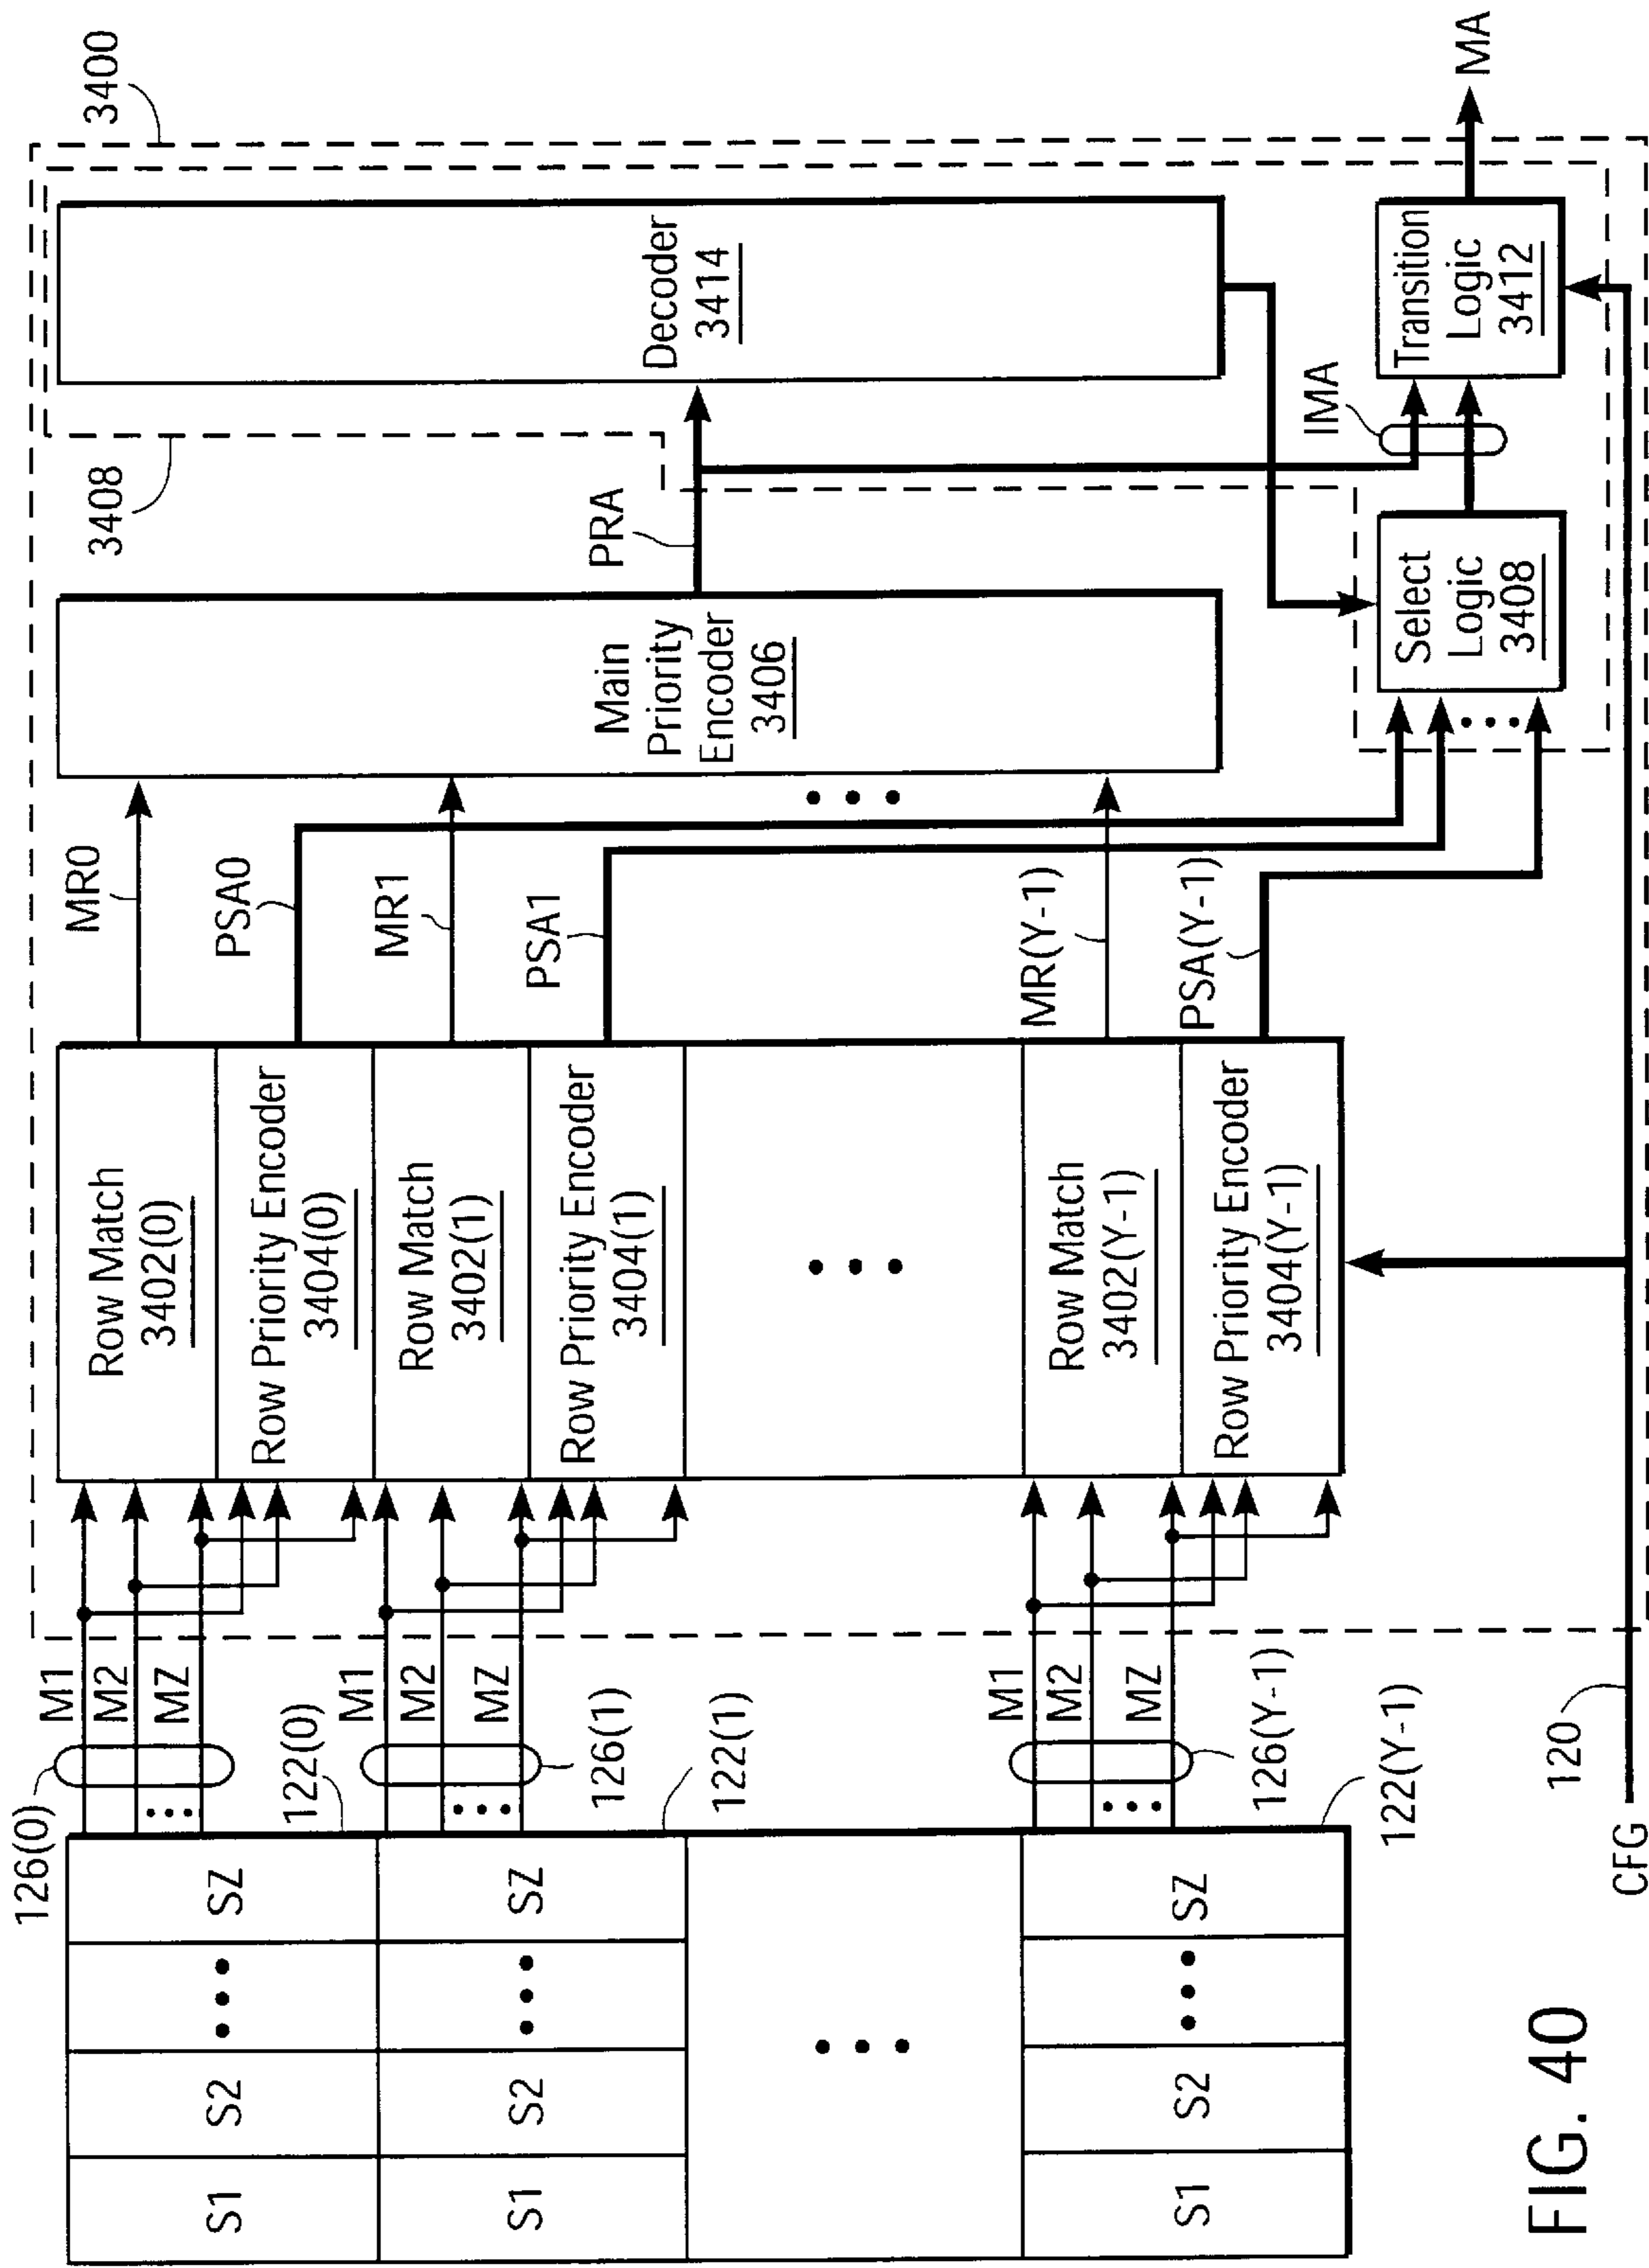 3400
3408
Decoder
3414
MA
Transition
Logic
3412
IMA
PRA
Main
Priority
Encoder
3406
Select
Logic
3408
MR0
PSA0
MR1
PSA1
MR(Y-1)
PSA(Y-1)
Row Match
3402(0)
Row Priority Encoder
3404(0)
Row Match
3402(1)
Row Priority Encoder
3404(1)
Row Match
3402(Y-1)
Row Priority Encoder
3404(Y-1)
126(0)
M1
M2
MZ
122(0)
M1
M2
MZ
126(1)
122(1)
M1
M2
MZ
126(Y-1)
122(Y-1)
S1 S2 SZ
S1 S2 SZ
S1 S2 SZ
120
CFG
FIG. 40